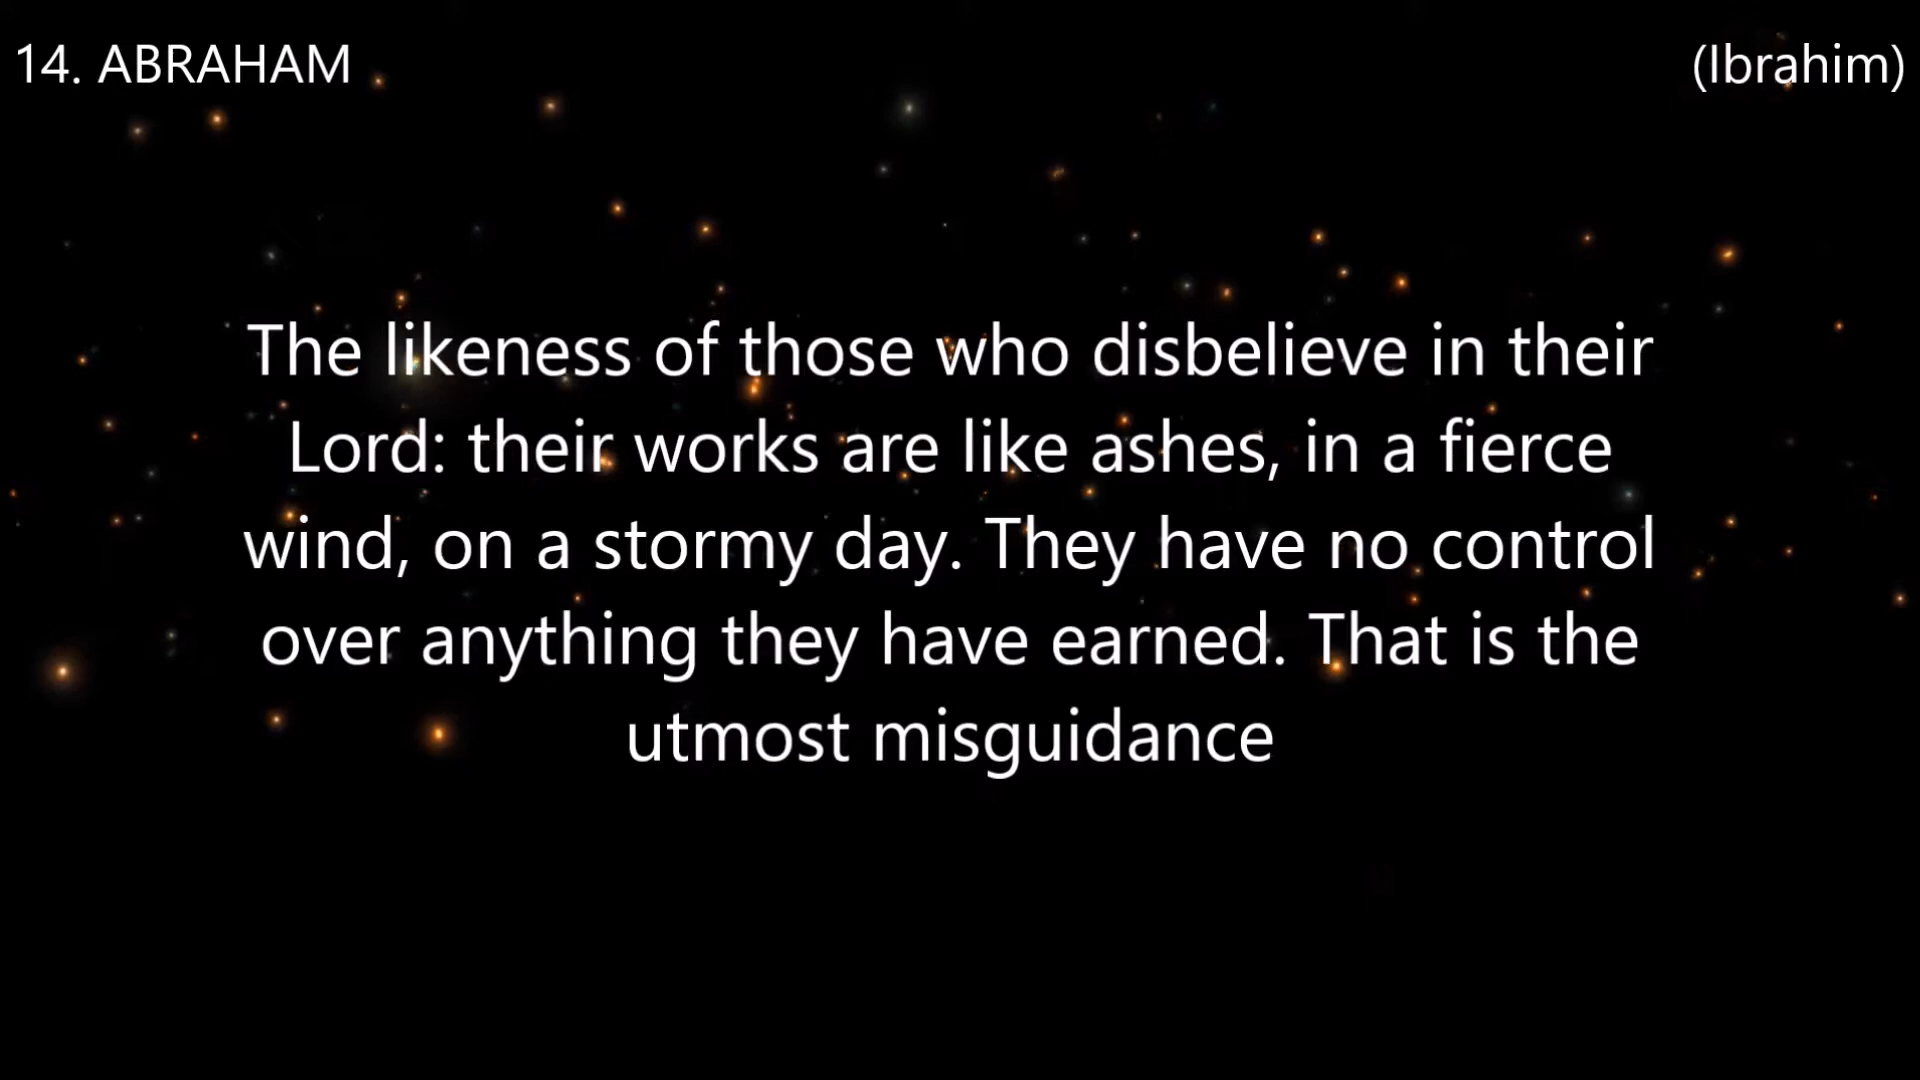 14. ABRAHAM
(Ibrahim)
The likeness of those who disbelieve in their
Lord: their works are like ashes, in a fierce
wind, on a stormy day. They have no control
over anything they have earned. That is the
utmost misguidance